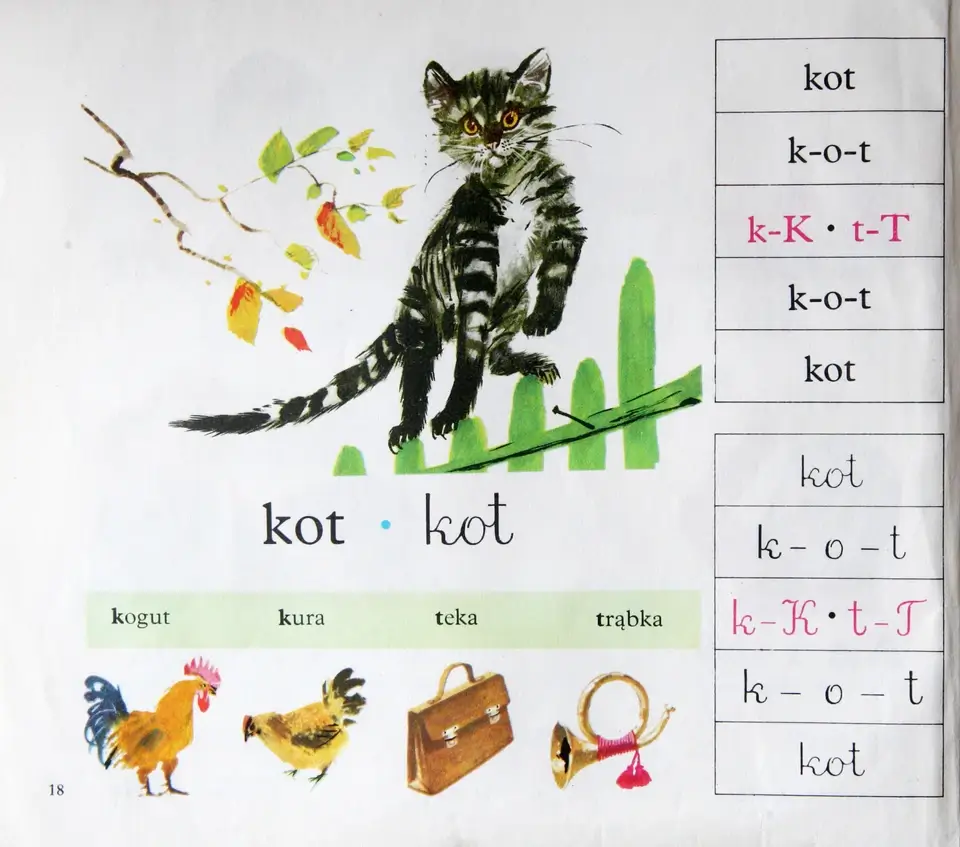 kot • kot
kogut kura teka trąbka
18
kot
k-o-t
k-K • t-T
k-o-t
kot
kot
k - o - t
k-K • t-T
k - o - t
kot